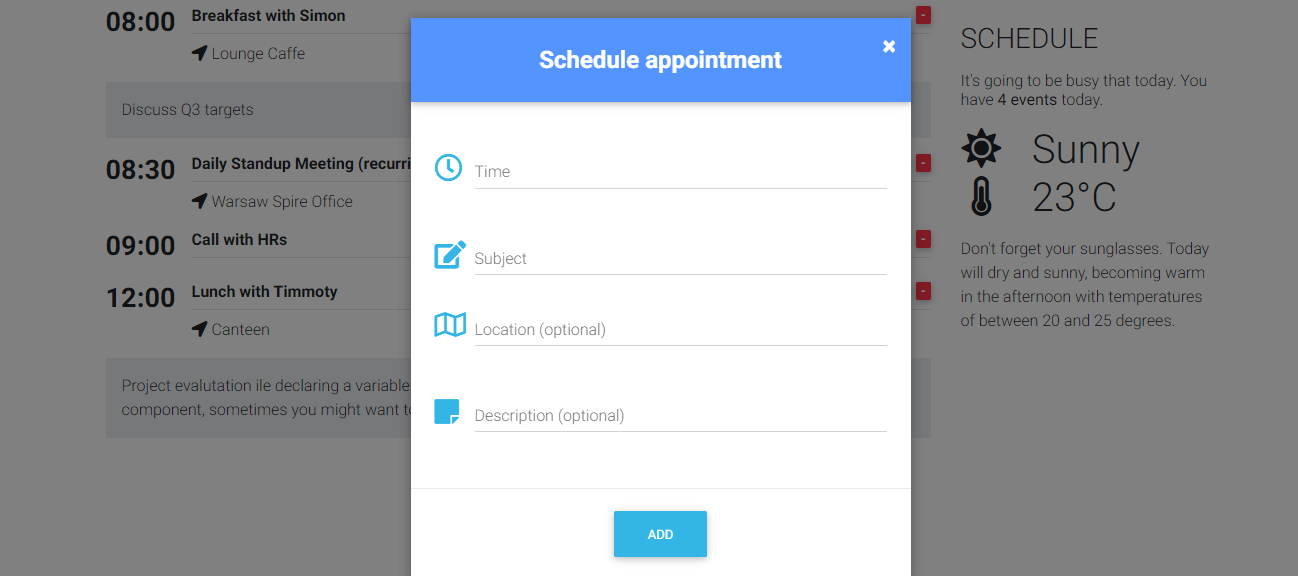 08:00 Breakfast with Simon -
Lounge Caffe
Discuss Q3 targets
08:30 Daily Standup Meeting (recurri -
Warsaw Spire Office
09:00 Call with HRs -
12:00 Lunch with Timmoty -
Canteen
Project evalutation ile declaring a variable
component, sometimes you might want to
Schedule appointment ×
Time
Subject
Location (optional)
Description (optional)
ADD
SCHEDULE
It's going to be busy that today. You
have 4 events today.
Sunny
23°C
Don't forget your sunglasses. Today
will dry and sunny, becoming warm
in the afternoon with temperatures
of between 20 and 25 degrees.